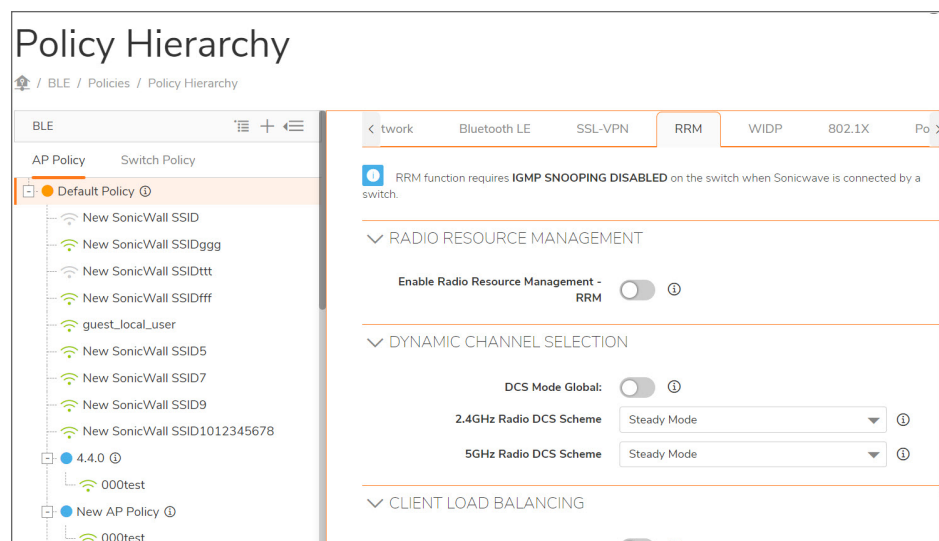 Policy Hierarchy
/ BLE / Policies / Policy Hierarchy
BLE
AP Policy Switch Policy
Default Policy
New SonicWall SSID
New SonicWall SSIDggg
New SonicWall SSIDttt
New SonicWall SSIDfff
guest_local_user
New SonicWall SSID5
New SonicWall SSID7
New SonicWall SSID9
New SonicWall SSID1012345678
4.4.0
000test
New AP Policy
000test
twork Bluetooth LE SSL-VPN RRM WIDP 802.1X Po
RRM function requires IGMP SNOOPING DISABLED on the switch when Sonicwave is connected by a
switch.
RADIO RESOURCE MANAGEMENT
Enable Radio Resource Management -
RRM
DYNAMIC CHANNEL SELECTION
DCS Mode Global:
2.4GHz Radio DCS Scheme Steady Mode
5GHz Radio DCS Scheme Steady Mode
CLIENT LOAD BALANCING